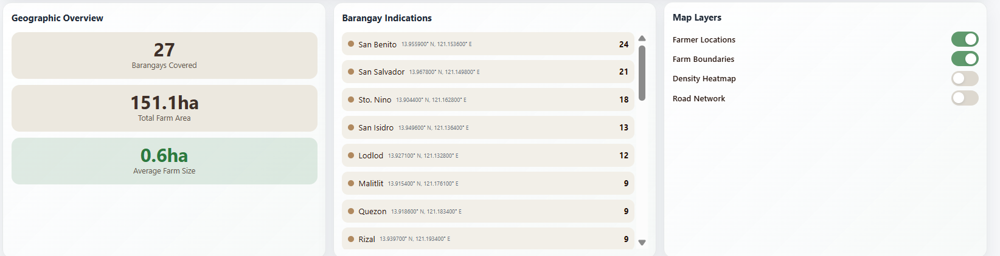 Geographic Overview
27
Barangays Covered
151.1ha
Total Farm Area
0.6ha
Average Farm Size
Barangay Indications
San Benito 13.955900° N, 121.153600° E 24
San Salvador 13.967800° N, 121.149800° E 21
Sto. Nino 13.904400° N, 121.162800° E 18
San Isidro 13.949600° N, 121.136400° E 13
Lodlod 13.927100° N, 121.132800° E 12
Malitlit 13.915400° N, 121.176100° E 9
Quezon 13.918600° N, 121.183400° E 9
Rizal 13.939700° N, 121.193400° E 9
Map Layers
Farmer Locations
Farm Boundaries
Density Heatmap
Road Network